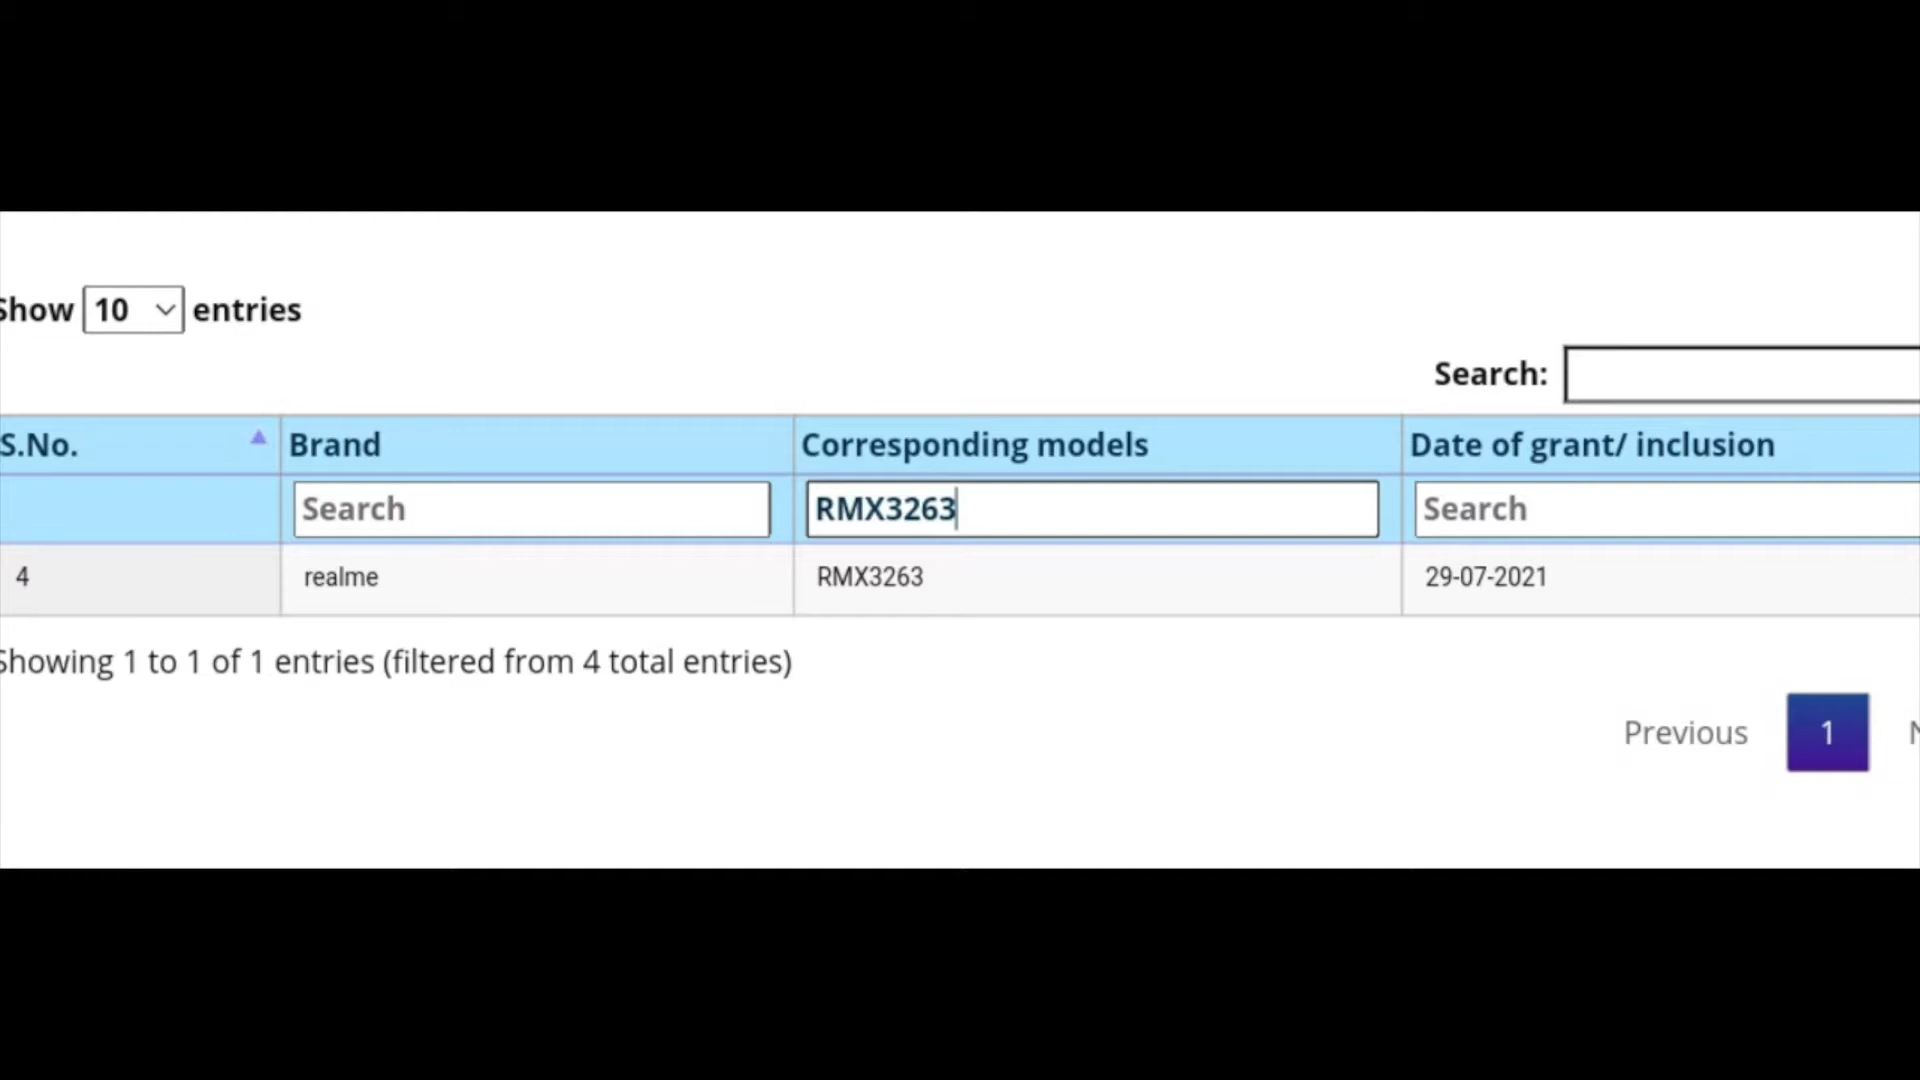 Show 10 entries
Search:
S.No. Brand Corresponding models Date of grant/ inclusion
Search RMX3263 Search
4 realme RMX3263 29-07-2021
Showing 1 to 1 of 1 entries (filtered from 4 total entries)
Previous 1